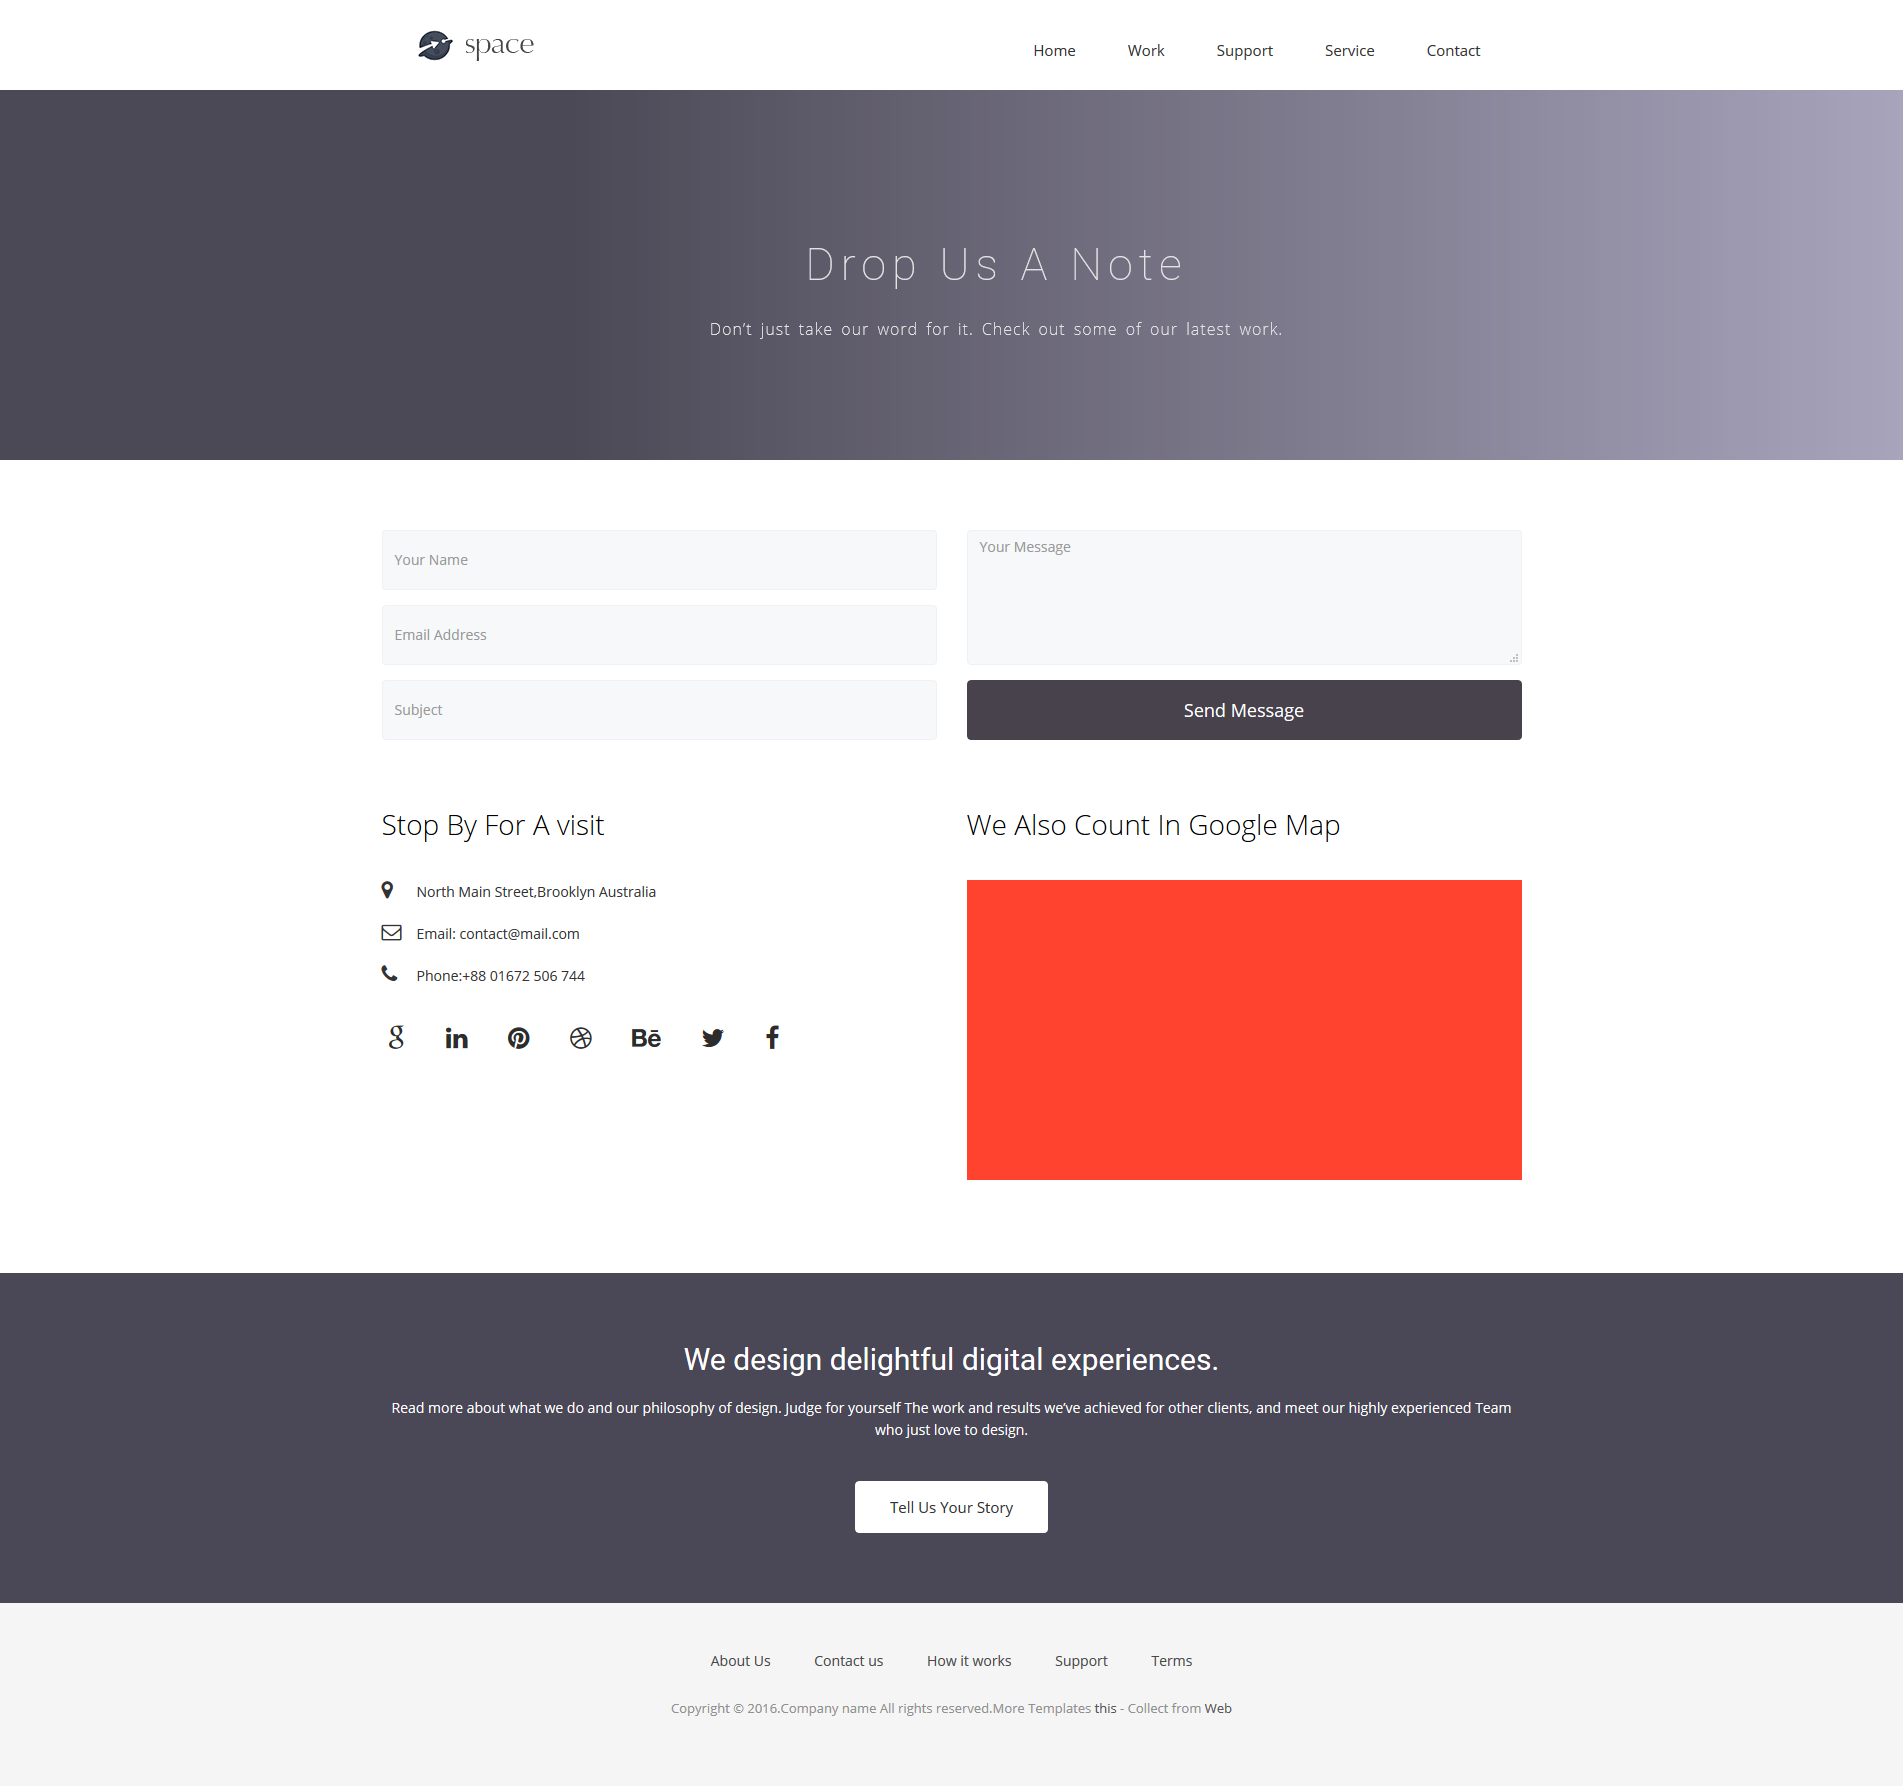 space
Home
Work
Support
Service
Contact
Drop Us A Note
Don’t just take our word for it. Check out some of our latest work.
Your Name
Email Address
Subject
Your Message
Send Message
Stop By For A visit
North Main Street,Brooklyn Australia
Email: contact@mail.com
Phone:+88 01672 506 744
We Also Count In Google Map
We design delightful digital experiences.
Read more about what we do and our philosophy of design. Judge for yourself The work and results we’ve achieved for other clients, and meet our highly experienced Team
who just love to design.
Tell Us Your Story
About Us
Contact us
How it works
Support
Terms
Copyright © 2016.Company name All rights reserved.More Templates this - Collect from Web